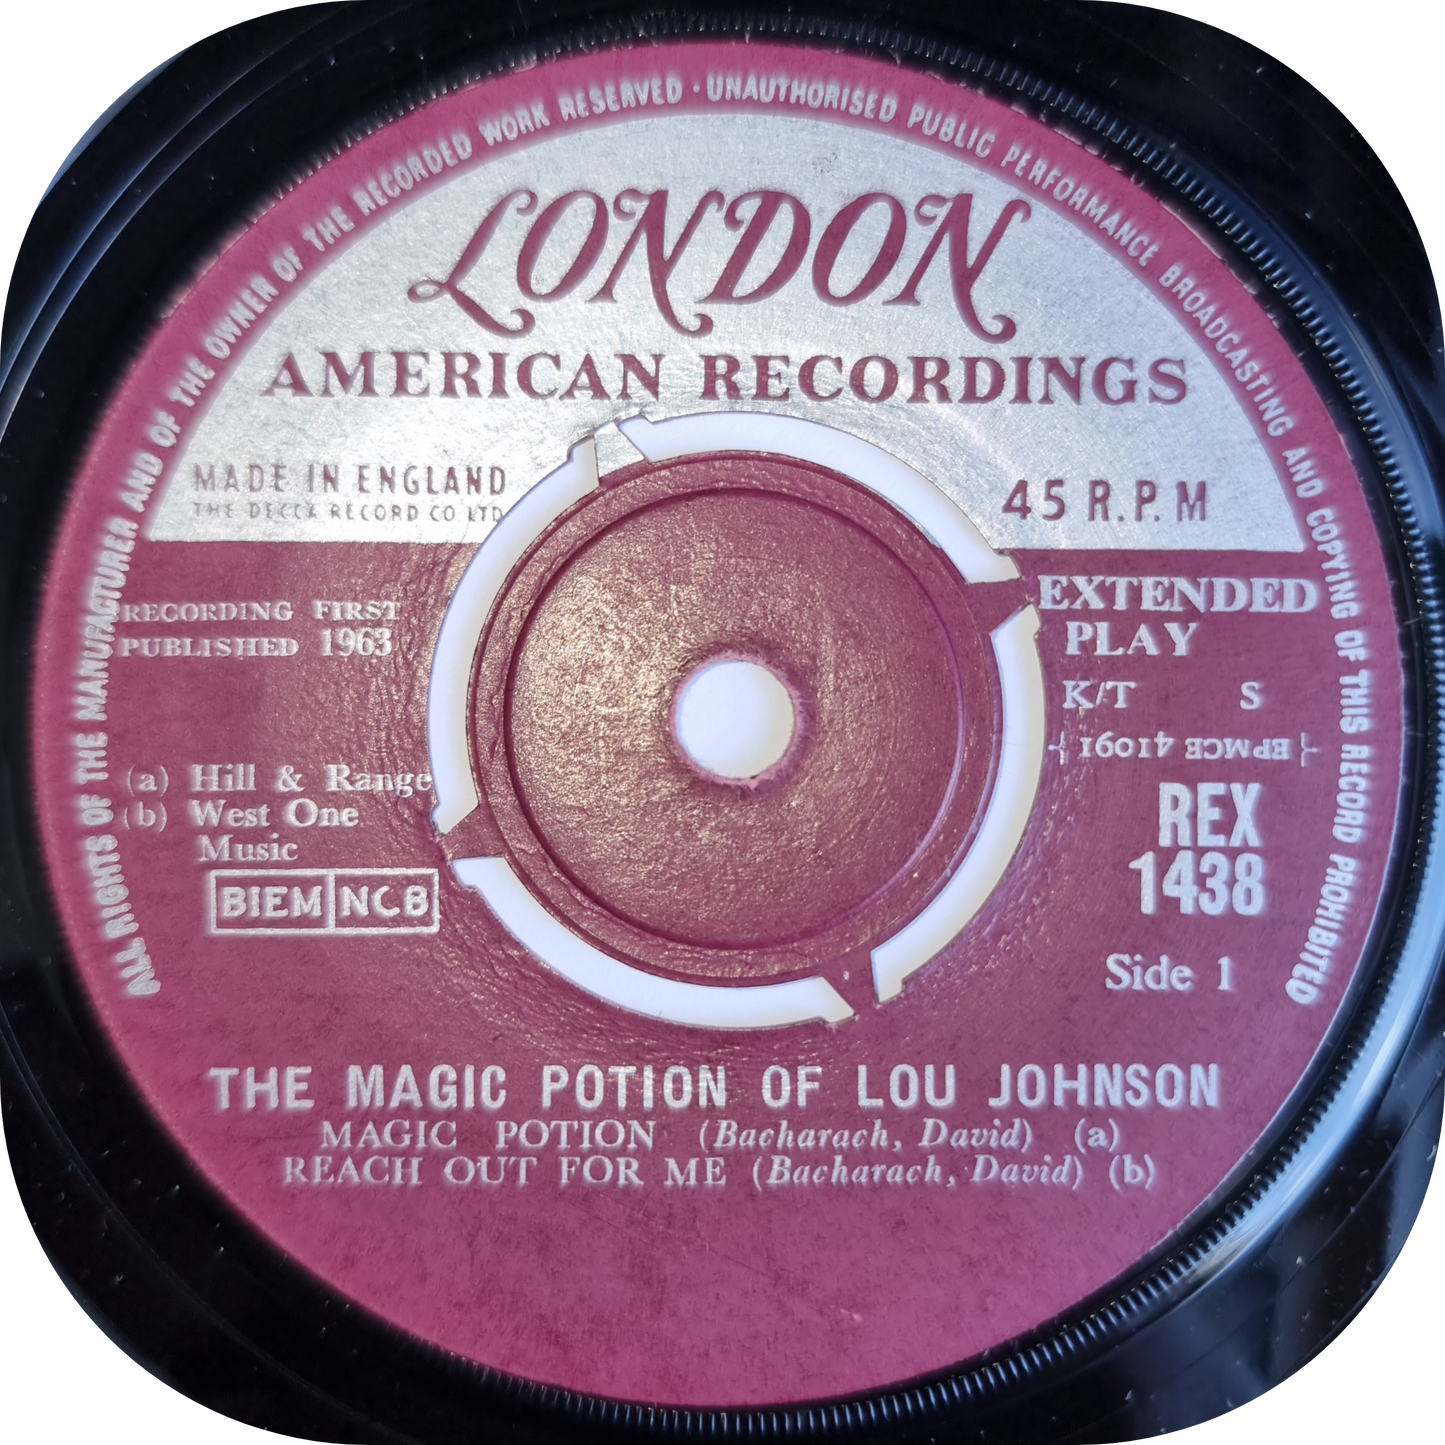 ALL RIGHTS OF THE MANUFACTURER AND OF THE OWNER OF THE RECORDED WORK RESERVED · UNAUTHORISED PUBLIC PERFORMANCE BROADCASTING AND COPYING OF THIS RECORD PROHIBITED
LONDON
AMERICAN RECORDINGS
MADE IN ENGLAND
THE DECCA RECORD CO LTD
45 R.P.M
RECORDING FIRST
PUBLISHED 1963
EXTENDED
PLAY
K/T S
EPMCE 41091
(a) Hill & Range
(b) West One
Music
BIEM NCB
REX
1438
Side 1
THE MAGIC POTION OF LOU JOHNSON
MAGIC POTION (Bacharach, David) (a)
REACH OUT FOR ME (Bacharach, David) (b)